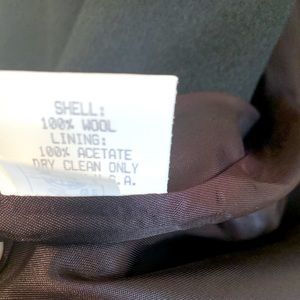 SHELL:
100% WOOL
LINING:
100% ACETATE
DRY CLEAN ONLY
S.A.